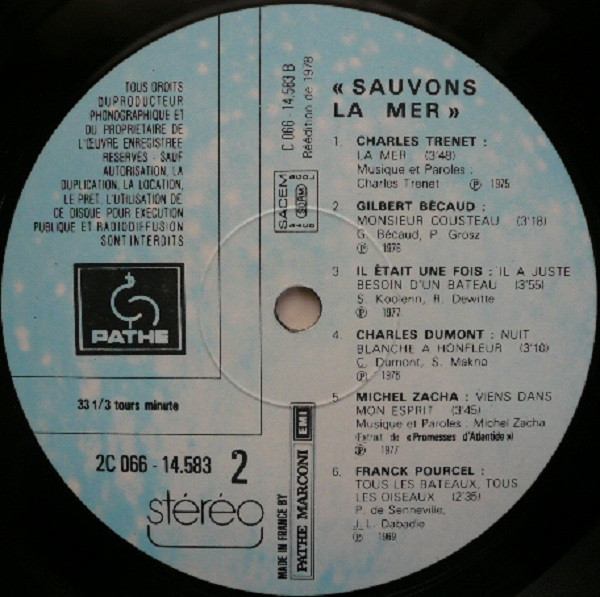 TOUS DROITS
DU PRODUCTEUR
PHONOGRAPHIQUE ET
DU PROPRIETAIRE DE
L'ŒUVRE ENREGISTREE
RESERVES - SAUF
AUTORISATION, LA
DUPLICATION, LA LOCATION,
LE PRET, L'UTILISATION DE
CE DISQUE POUR EXECUTION
PUBLIQUE ET RADIODIFFUSION
SONT INTERDITS
PATHE
33 1/3 tours minute
2C 066 - 14.583 2
stéréo
C 066 - 14.583 B
Réédition de 1978
SACEM
MADE IN FRANCE BY
PATHE MARCONI EMI
« SAUVONS
LA MER »
1. CHARLES TRENET :
LA MER (3'48)
Musique et Paroles :
Charles Trenet ℗ 1975
2. GILBERT BÉCAUD :
MONSIEUR COUSTEAU (3'18)
G. Bécaud, P. Grosz
℗ 1976
3. IL ÉTAIT UNE FOIS : IL A JUSTE
BESOIN D'UN BATEAU (3'55)
S. Koolenn, R. Dewitte
℗ 1977
4. CHARLES DUMONT : NUIT
BLANCHE A HONFLEUR (3'10)
C. Dumont, S. Makno
℗ 1976
5. MICHEL ZACHA : VIENS DANS
MON ESPRIT (3'45)
Musique et Paroles : Michel Zacha
(Extrait de « Promesses d'Atlantide »)
℗ 1977
6. FRANCK POURCEL :
TOUS LES BATEAUX, TOUS
LES OISEAUX (2'35)
P. de Senneville,
J.L. Dabadie
℗ 1969